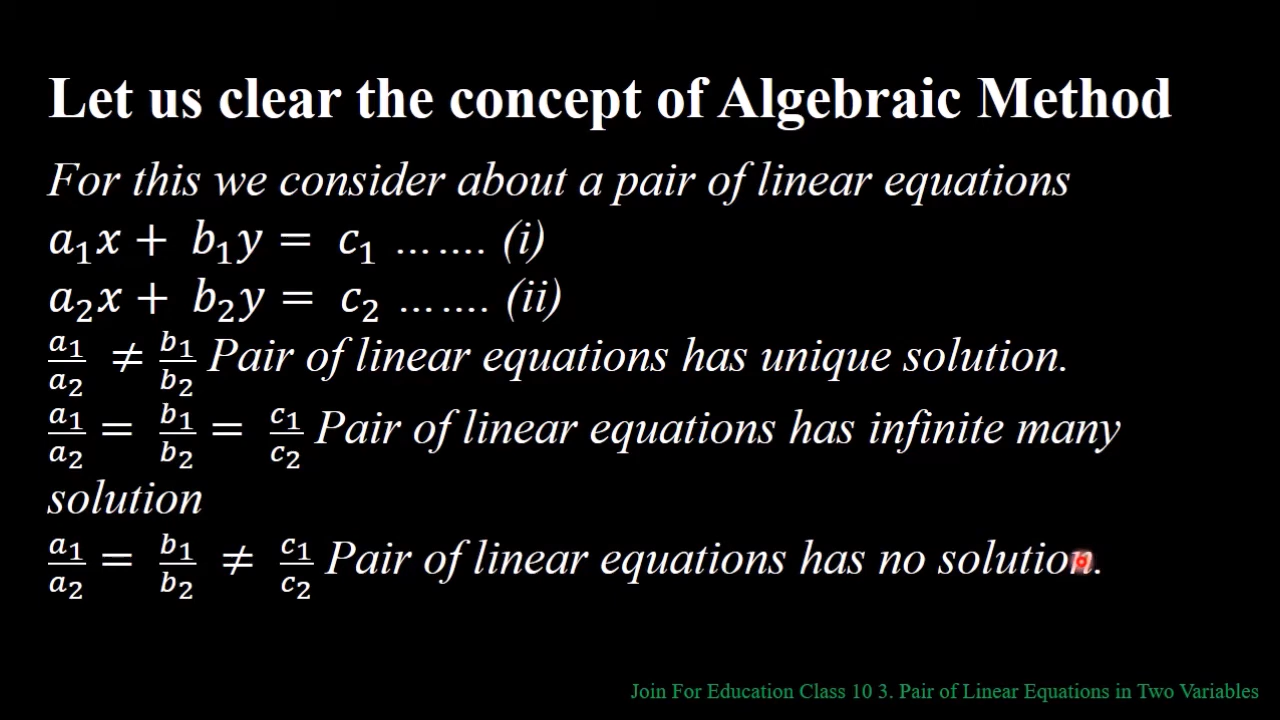 Let us clear the concept of Algebraic Method
For this we consider about a pair of linear equations
a₁x + b₁y = c₁ ....... (i)
a₂x + b₂y = c₂ ....... (ii)
a₁/a₂ ≠ b₁/b₂ Pair of linear equations has unique solution.
a₁/a₂ = b₁/b₂ = c₁/c₂ Pair of linear equations has infinite many
solution
a₁/a₂ = b₁/b₂ ≠ c₁/c₂ Pair of linear equations has no solution.
Join For Education Class 10 3. Pair of Linear Equations in Two Variables